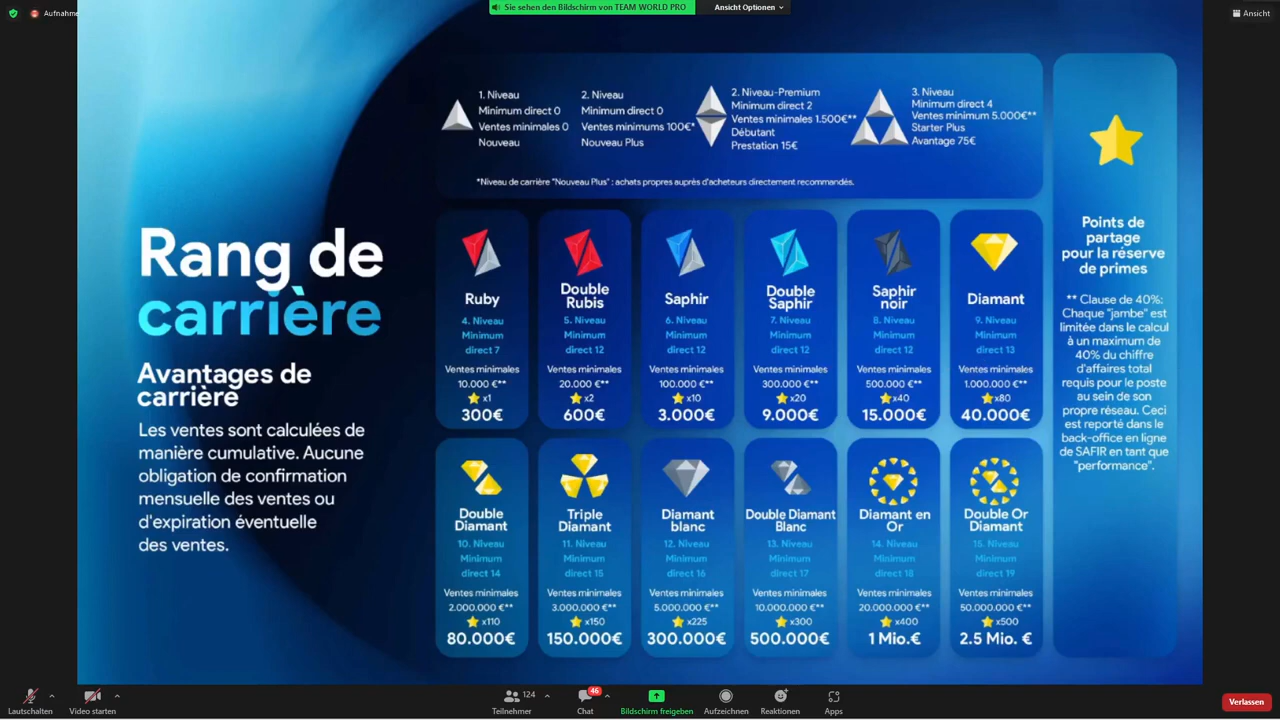 Aufnahme
Sie sehen den Bildschirm von TEAM WORLD PRO
Ansicht Optionen
Ansicht
1. Niveau
Minimum direct 0
Ventes minimales 0
Nouveau
2. Niveau
Minimum direct 0
Ventes minimums 100€*
Nouveau Plus
2. Niveau-Premium
Minimum direct 2
Ventes minimales 1.500€**
Débutant
Prestation 15€
3. Niveau
Minimum direct 4
Ventes minimum 5.000€**
Starter Plus
Avantage 75€
*Niveau de carrière "Nouveau Plus" : achats propres auprès d'acheteurs directement recommandés.
Rang de
carrière
Avantages de
carrière
Les ventes sont calculées de
manière cumulative. Aucune
obligation de confirmation
mensuelle des ventes ou
d'expiration éventuelle
des ventes.
Ruby
4. Niveau
Minimum
direct 7
Ventes minimales
10.000 €**
x1
300€
Double
Rubis
5. Niveau
Minimum
direct 12
Ventes minimales
20.000 €**
x2
600€
Saphir
6. Niveau
Minimum
direct 12
Ventes minimales
100.000 €**
x10
3.000€
Double
Saphir
7. Niveau
Minimum
direct 12
Ventes minimales
300.000 €**
x20
9.000€
Saphir
noir
8. Niveau
Minimum
direct 12
Ventes minimales
500.000 €**
x40
15.000€
Diamant
9. Niveau
Minimum
direct 13
Ventes minimales
1.000.000 €**
x80
40.000€
Double
Diamant
10. Niveau
Minimum
direct 14
Ventes minimales
2.000.000 €**
x110
80.000€
Triple
Diamant
11. Niveau
Minimum
direct 15
Ventes minimales
3.000.000 €**
x150
150.000€
Diamant
blanc
12. Niveau
Minimum
direct 16
Ventes minimales
5.000.000 €**
x225
300.000€
Double Diamant
Blanc
13. Niveau
Minimum
direct 17
Ventes minimales
10.000.000 €**
x300
500.000€
Diamant en
Or
14. Niveau
Minimum
direct 18
Ventes minimales
20.000.000 €**
x400
1 Mio.€
Double Or
Diamant
15. Niveau
Minimum
direct 19
Ventes minimales
50.000.000 €**
x500
2.5 Mio. €
Points de
partage
pour la réserve
de primes
** Clause de 40%:
Chaque "jambe" est
limitée dans le calcul
à un maximum de
40% du chiffre
d'affaires total
requis pour le poste
au sein de son
propre réseau. Ceci
est reporté dans le
back-office en ligne
de SAFIR en tant que
"performance".
Lautschalten
Video starten
124
Teilnehmer
46
Chat
Bildschirm freigeben
Aufzeichnen
Reaktionen
Apps
Verlassen